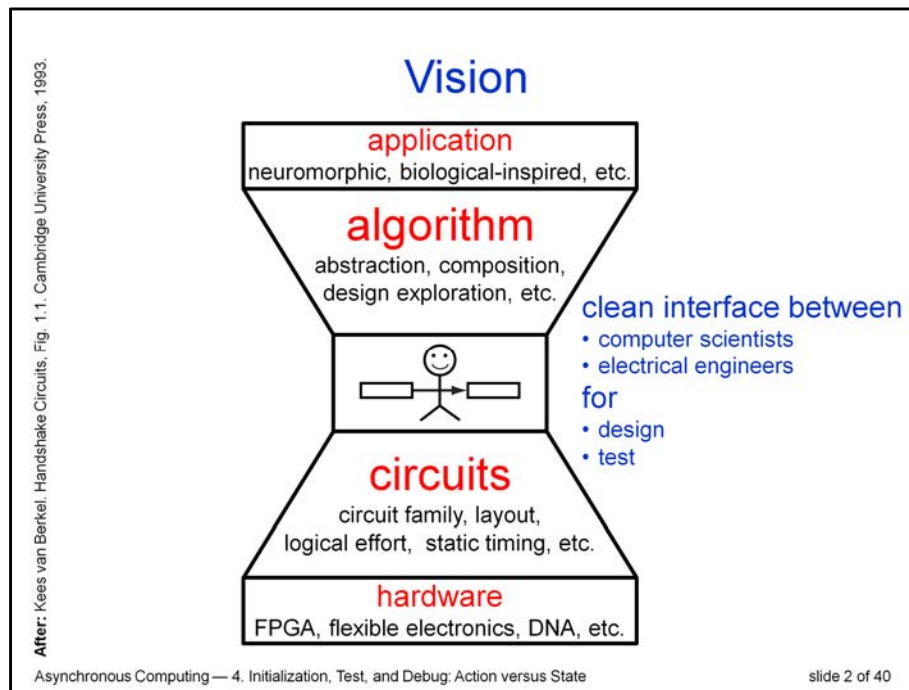 Vision
application
neuromorphic, biological-inspired, etc.
algorithm
abstraction, composition,
design exploration, etc.
clean interface between
• computer scientists
• electrical engineers
for
• design
• test
circuits
circuit family, layout,
logical effort, static timing, etc.
hardware
FPGA, flexible electronics, DNA, etc.
After: Kees van Berkel. Handshake Circuits, Fig. 1.1. Cambridge University Press, 1993.
Asynchronous Computing — 4. Initialization, Test, and Debug: Action versus State
slide 2 of 40